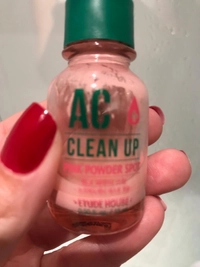 AC
CLEAN UP
PINK POWDER SPOT
ETUDE HOUSE